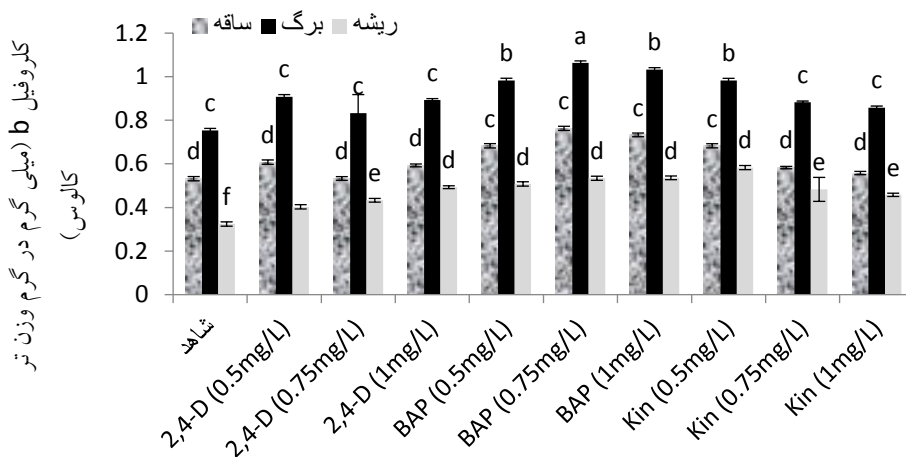 ساقه برگ ریشه
کلروفیل b (میلی گرم در گرم وزن تر
کالوس)
1.2
1
0.8
0.6
0.4
0.2
0
d c f
d c
d c e
d c d
c b d
c a d
c b d
c b d
d c e
d c e
شاهد
2,4-D (0.5mg/L)
2,4-D (0.75mg/L)
2,4-D (1mg/L)
BAP (0.5mg/L)
BAP (0.75mg/L)
BAP (1mg/L)
Kin (0.5mg/L)
Kin (0.75mg/L)
Kin (1mg/L)